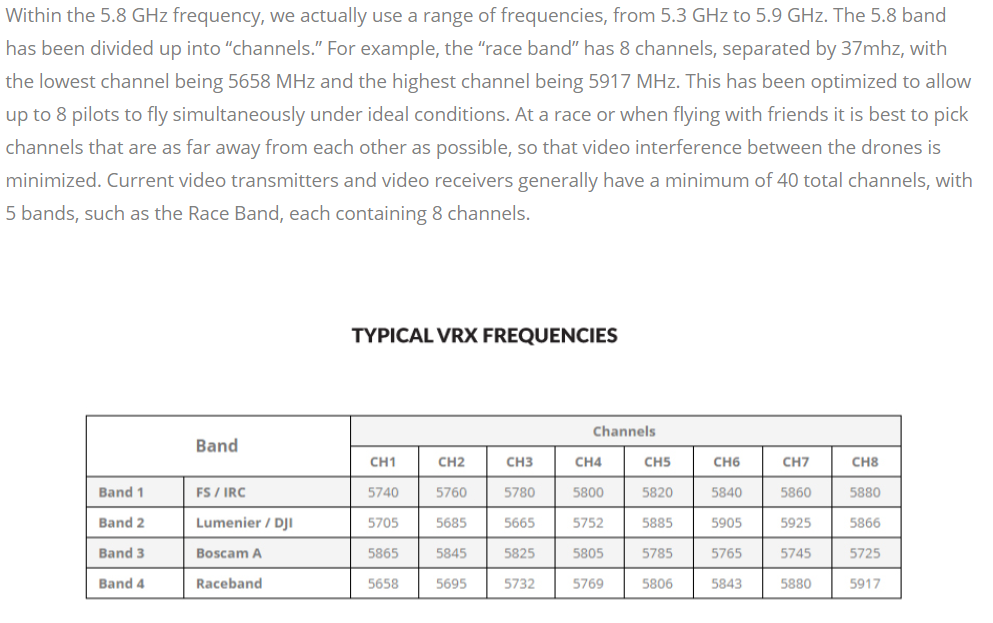 Within the 5.8 GHz frequency, we actually use a range of frequencies, from 5.3 GHz to 5.9 GHz. The 5.8 band
has been divided up into “channels.” For example, the “race band” has 8 channels, separated by 37mhz, with
the lowest channel being 5658 MHz and the highest channel being 5917 MHz. This has been optimized to allow
up to 8 pilots to fly simultaneously under ideal conditions. At a race or when flying with friends it is best to pick
channels that are as far away from each other as possible, so that video interference between the drones is
minimized. Current video transmitters and video receivers generally have a minimum of 40 total channels, with
5 bands, such as the Race Band, each containing 8 channels.
TYPICAL VRX FREQUENCIES
Band Channels
CH1 CH2 CH3 CH4 CH5 CH6 CH7 CH8
Band 1 FS / IRC 5740 5760 5780 5800 5820 5840 5860 5880
Band 2 Lumenier / DJI 5705 5685 5665 5752 5885 5905 5925 5866
Band 3 Boscam A 5865 5845 5825 5805 5785 5765 5745 5725
Band 4 Raceband 5658 5695 5732 5769 5806 5843 5880 5917